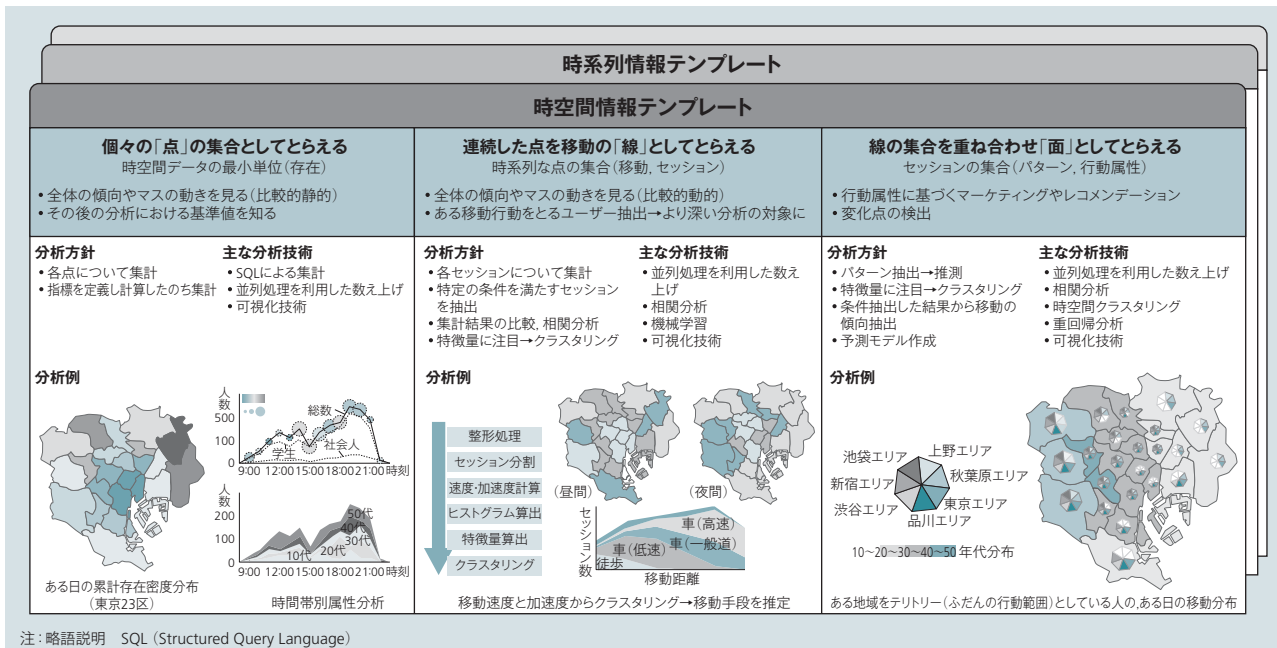 時系列情報テンプレート
時空間情報テンプレート
個々の「点」の集合としてとらえる
時空間データの最小単位（存在）
• 全体の傾向やマスの動きを見る（比較的静的）
• その後の分析における基準値を知る
分析方針
• 各点について集計
• 指標を定義し計算したのち集計
主な分析技術
• SQLによる集計
• 並列処理を利用した数え上げ
• 可視化技術
分析例
ある日の累計存在密度分布
（東京23区）
人数
500
100
0
総数
学生
社会人
9:00 12:00 15:00 18:00 21:00 時刻
人数
200
100
0
50代
40代
30代
20代
10代
9:00 12:00 15:00 18:00 21:00 時刻
時間帯別属性分析
連続した点を移動の「線」としてとらえる
時系列な点の集合（移動, セッション）
• 全体の傾向やマスの動きを見る（比較的動的）
• ある移動行動をとるユーザー抽出→より深い分析の対象に
分析方針
• 各セッションについて集計
• 特定の条件を満たすセッション
を抽出
• 集計結果の比較, 相関分析
• 特徴量に注目→クラスタリング
主な分析技術
• 並列処理を利用した数え
上げ
• 相関分析
• 機械学習
• 可視化技術
分析例
整形処理
セッション分割
速度・加速度計算
ヒストグラム算出
特徴量算出
クラスタリング
（昼間）
（夜間）
セッション数
車（高速）
車（一般道）
車（低速）
徒歩
移動距離
移動速度と加速度からクラスタリング→移動手段を推定
線の集合を重ね合わせ「面」としてとらえる
セッションの集合（パターン, 行動属性）
• 行動属性に基づくマーケティングやレコメンデーション
• 変化点の検出
分析方針
• パターン抽出→推測
• 特徴量に注目→クラスタリング
• 条件抽出した結果から移動の
傾向抽出
• 予測モデル作成
主な分析技術
• 並列処理を利用した数え上げ
• 相関分析
• 時空間クラスタリング
• 重回帰分析
• 可視化技術
分析例
池袋エリア
上野エリア
新宿エリア
秋葉原エリア
渋谷エリア
東京エリア
品川エリア
10〜20〜30〜40〜50 年代分布
ある地域をテリトリー（ふだんの行動範囲）としている人の,ある日の移動分布
注：略語説明 SQL（Structured Query Language）